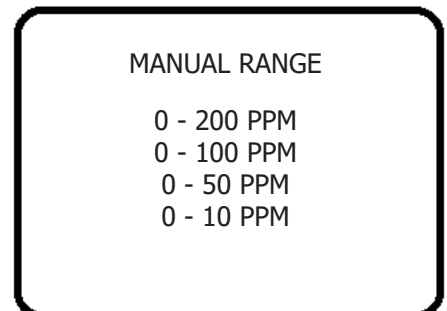 MANUAL RANGE
0 - 200 PPM
0 - 100 PPM
0 - 50 PPM
0 - 10 PPM